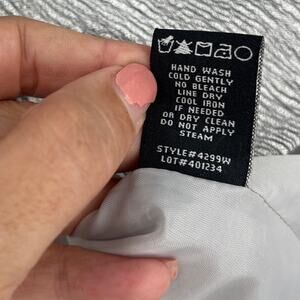 HAND WASH
COLD GENTLY
NO BLEACH
LINE DRY
COOL IRON
IF NEEDED
OR DRY CLEAN
DO NOT APPLY
STEAM
STYLE#4299W
LOT#401234